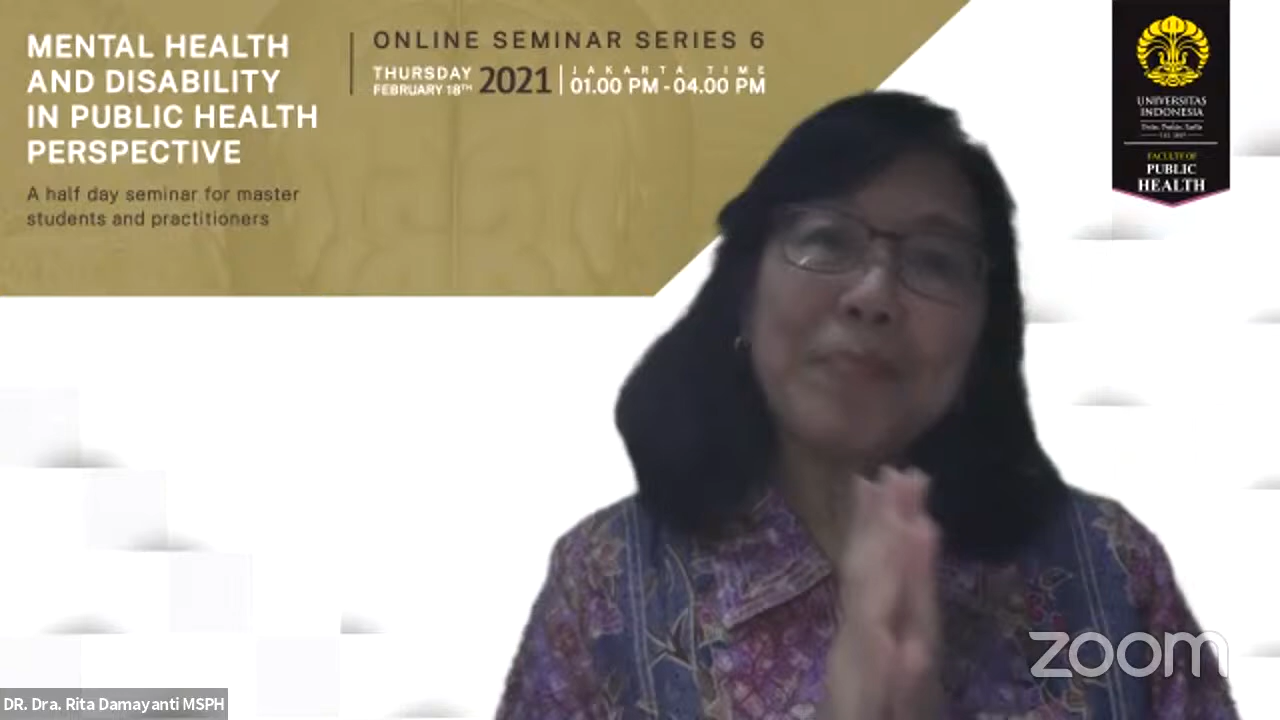 MENTAL HEALTH
AND DISABILITY
IN PUBLIC HEALTH
PERSPECTIVE
A half day seminar for master
students and practitioners
ONLINE SEMINAR SERIES 6
THURSDAY
FEBRUARY 18TH
2021
JAKARTA TIME
01.00 PM - 04.00 PM
UNIVERSITAS
INDONESIA
FACULTY OF
PUBLIC
HEALTH
zoom
DR. Dra. Rita Damayanti MSPH